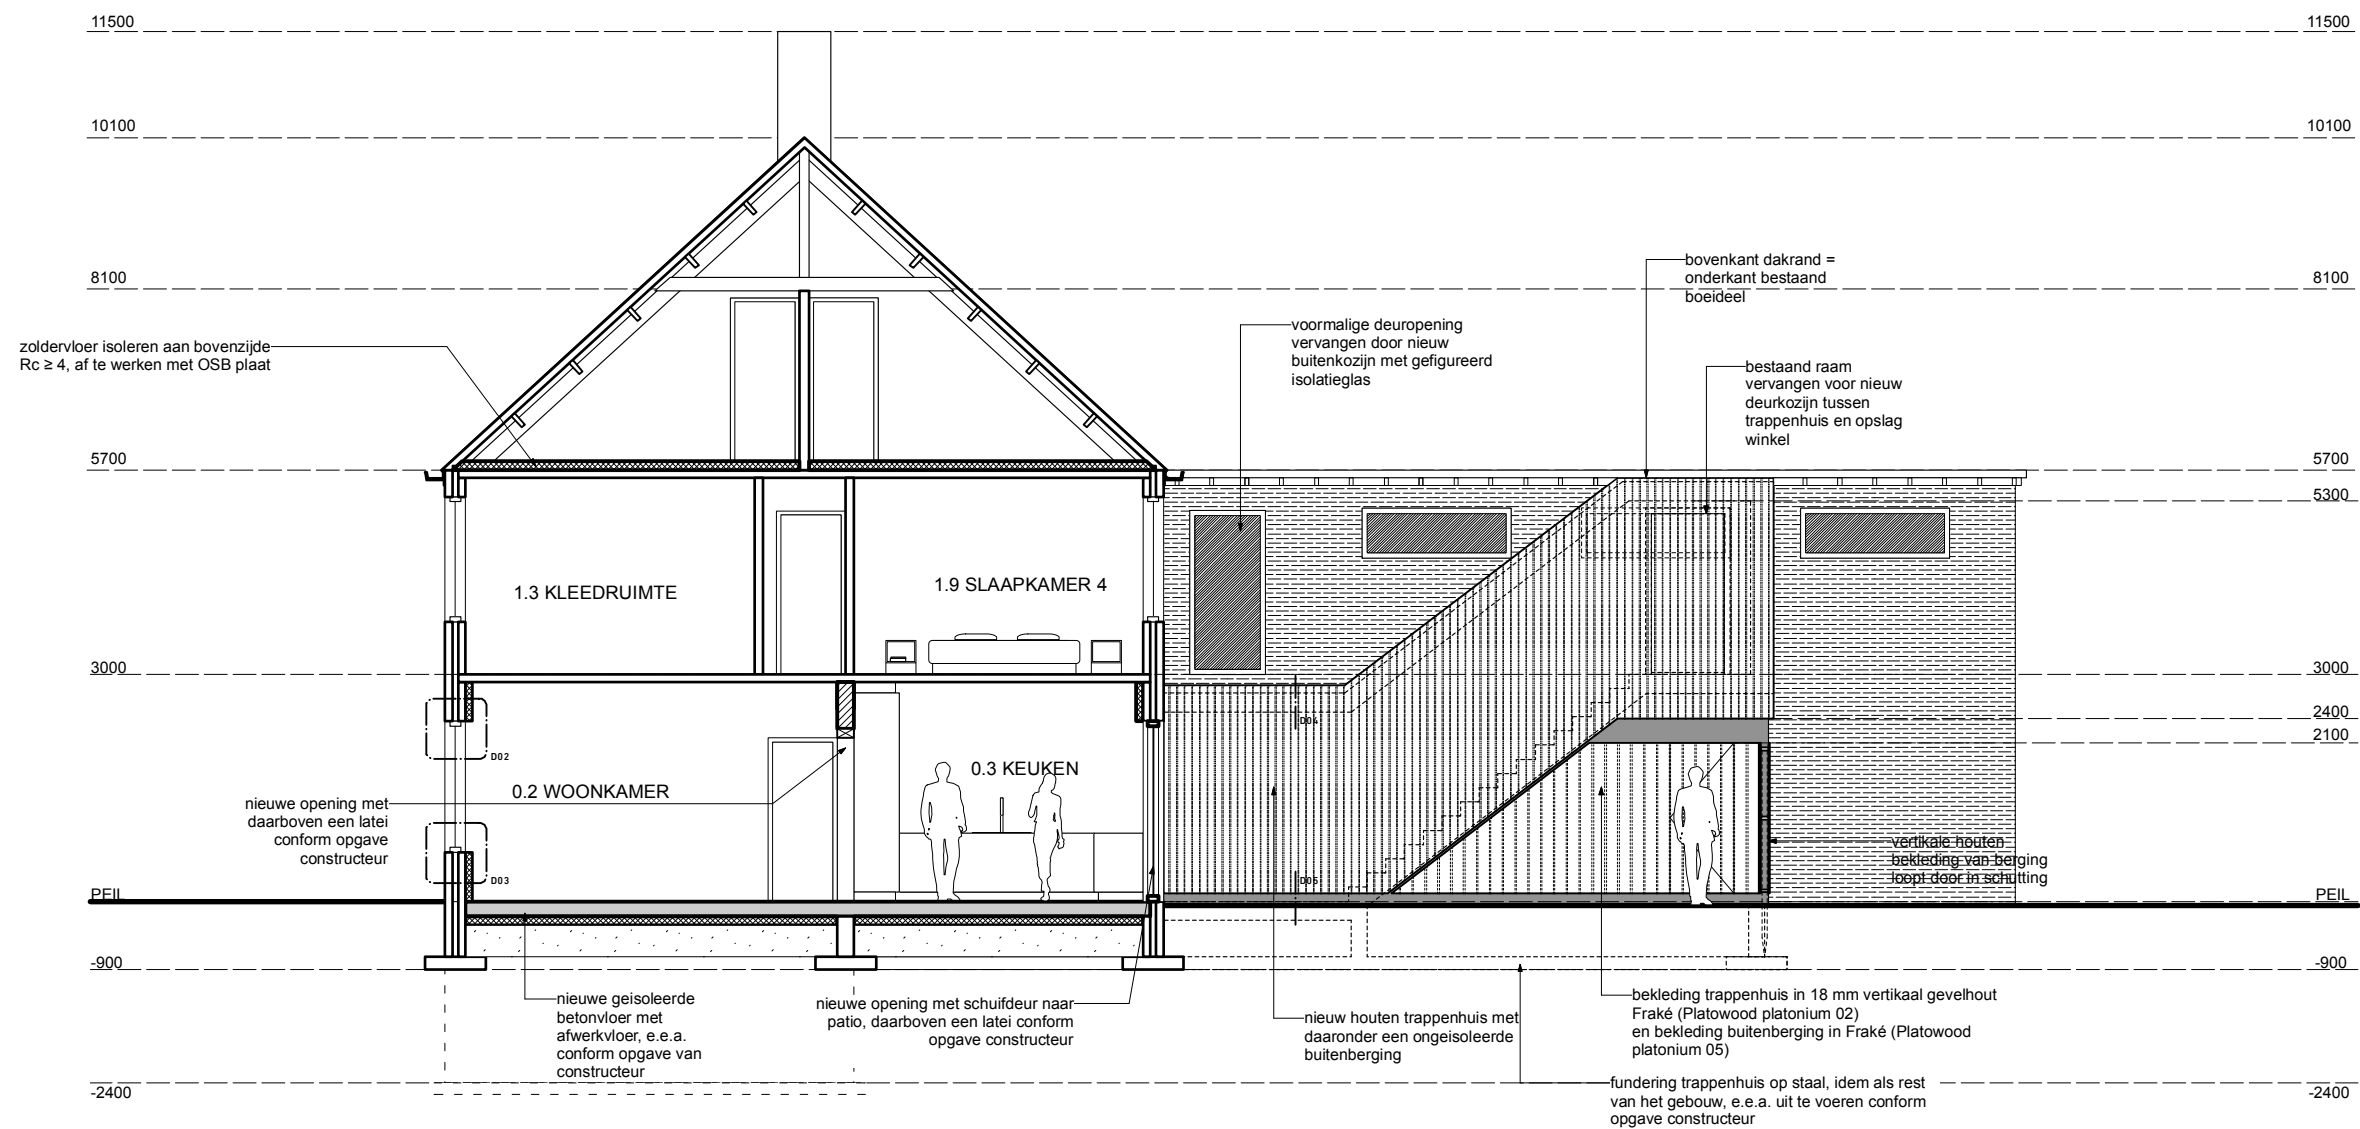 11500
11500
10100
10100
8100
8100
bovenkant dakrand =
onderkant bestaand
boeideel
voormalige deuropening
vervangen door nieuw
buitenkozijn met gefigureerd
isolatieglas
zoldervloer isoleren aan bovenzijde
Rc ≥ 4, af te werken met OSB plaat
bestaand raam
vervangen voor nieuw
deurkozijn tussen
trappenhuis en opslag
winkel
5700
5700
5300
1.3 KLEEDRUIMTE
1.9 SLAAPKAMER 4
3000
3000
2400
2100
D04
D02
0.2 WOONKAMER
0.3 KEUKEN
nieuwe opening met
daarboven een latei
conform opgave
constructeur
vertikale houten
bekleding van berging
loopt door in schutting
D03
D05
PEIL
PEIL
-900
-900
nieuwe geisoleerde
betonvloer met
afwerkvloer, e.e.a.
conform opgave van
constructeur
nieuwe opening met schuifdeur naar
patio, daarboven een latei conform
opgave constructeur
nieuw houten trappenhuis met
daaronder een ongeisoleerde
buitenberging
bekleding trappenhuis in 18 mm vertikaal gevelhout
Fraké (Platowood platonium 02)
en bekleding buitenberging in Fraké (Platowood
platonium 05)
fundering trappenhuis op staal, idem als rest
van het gebouw, e.e.a. uit te voeren conform
opgave constructeur
-2400
-2400